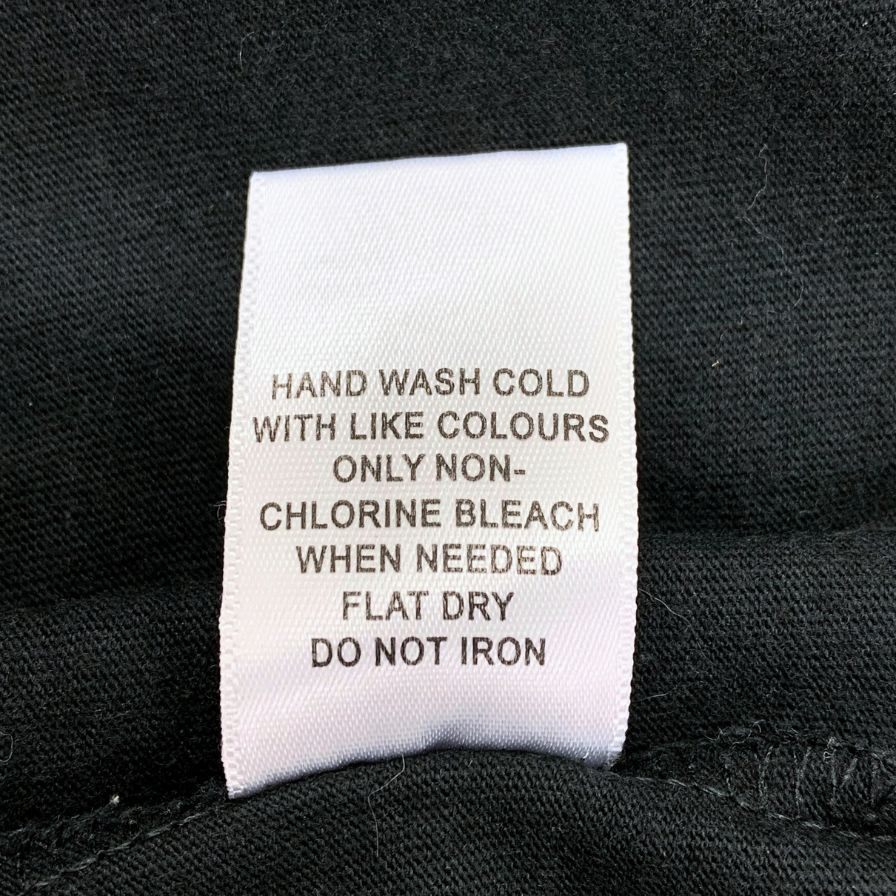 HAND WASH COLD
WITH LIKE COLOURS
ONLY NON-
CHLORINE BLEACH
WHEN NEEDED
FLAT DRY
DO NOT IRON